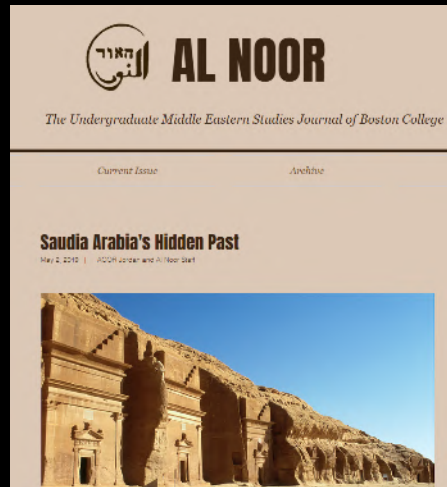 האור
النور
AL NOOR
The Undergraduate Middle Eastern Studies Journal of Boston College
Current Issue
Archive
Saudia Arabia's Hidden Past
May 2, | ACOR Jordan and Al Noor Staff